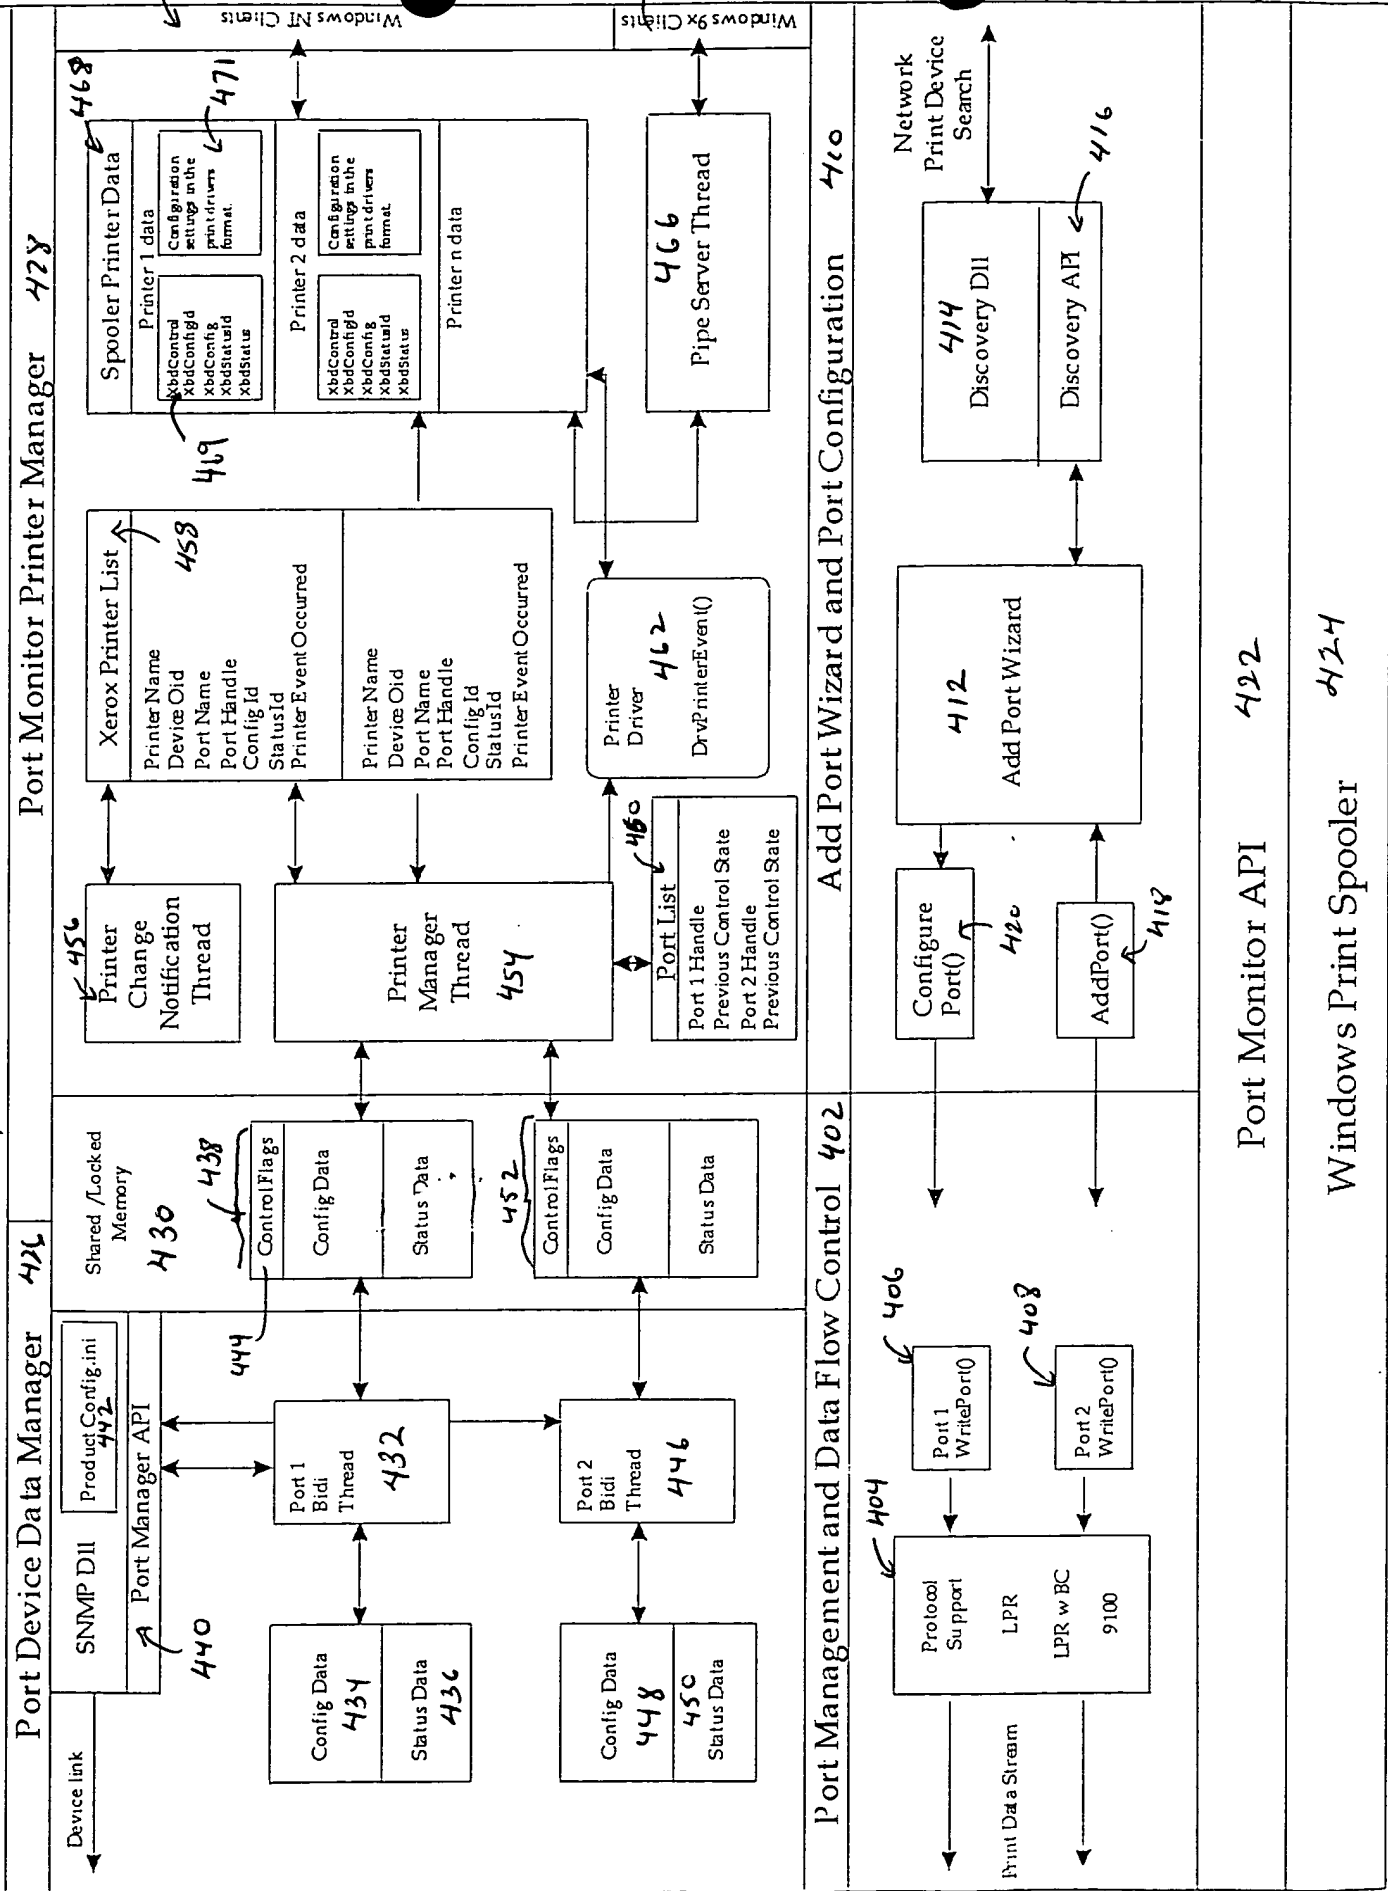 Port Device Data Manager 426
Port Monitor Printer Manager 428
Device link
SNMP Dll
Product Config.ini
442
Port Manager API
440
Shared /Locked
Memory
430
Config Data
434
Status Data
436
Port 1
Bidi
Thread
432
444
438
Control Flags
Config Data
Status Data
Config Data
448
450
Status Data
Port 2
Bidi
Thread
446
452
Control Flags
Config Data
Status Data
456
Printer
Change
Notification
Thread
Printer
Manager
Thread
454
460
Port List
Port 1 Handle
Previous Control State
Port 2 Handle
Previous Control State
Xerox Printer List
458
Printer Name
Device Oid
Port Name
Port Handle
Config Id
Status Id
Printer Event Occurred
Printer Name
Device Oid
Port Name
Port Handle
Config Id
Status Id
Printer Event Occurred
Printer
Driver
462
DrvPrinterEvent()
468
Spooler Printer Data
Printer 1 data
469
XbdControl
XbdConfigId
XbdConfig
XbdStatusId
XbdStatus
Configuration
settings in the
print drivers
format.
471
Printer 2 data
XbdControl
XbdConfigId
XbdConfig
XbdStatusId
XbdStatus
Configuration
settings in the
print drivers
format.
Printer n data
466
Pipe Server Thread
Windows NT Clients
Windows 9x Clients
Port Management and Data Flow Control 402
Add Port Wizard and Port Configuration 410
Print Data Stream
404
Protocol
Support
LPR
LPR w BC
9100
406
Port 1
WritePort()
408
Port 2
WritePort()
Configure
Port()
420
AddPort()
418
412
Add Port Wizard
414
Discovery Dll
Discovery API
416
Network
Print Device
Search
Port Monitor API 422
Windows Print Spooler 424